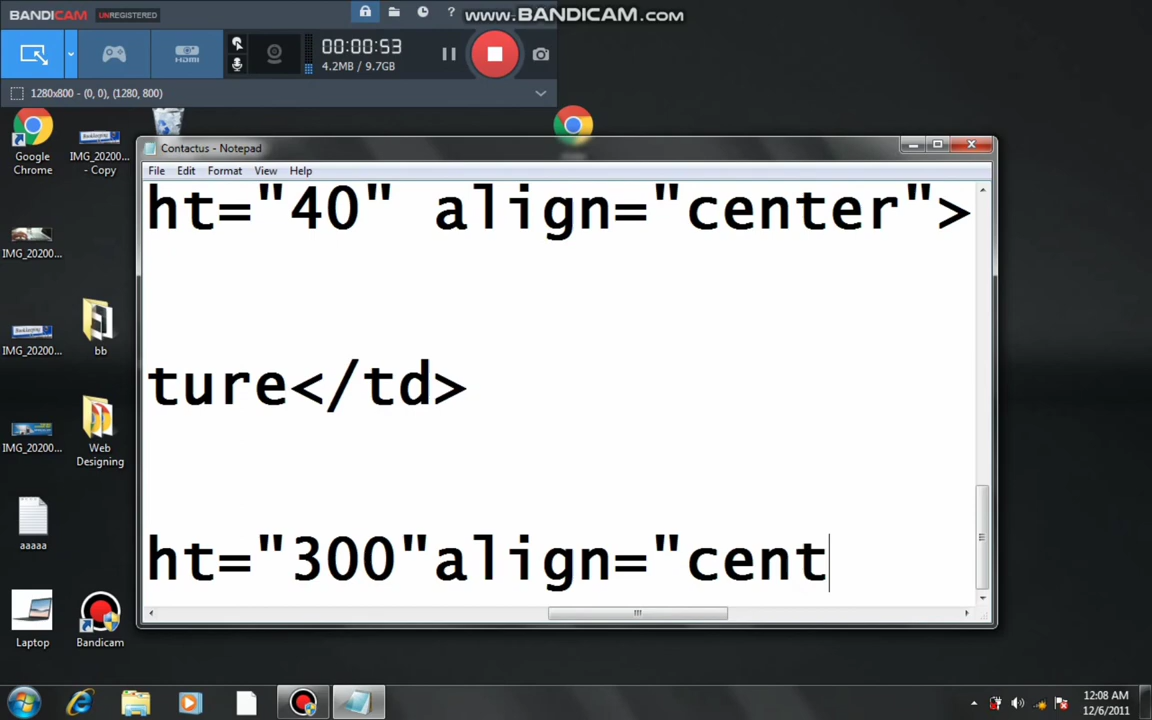 BANDICAM UNREGISTERED
www.BANDICAM.com
HDMI
00:00:53
4.2MB / 9.7GB
1280x800 - (0, 0), (1280, 800)
Google
Chrome
IMG_20200...
- Copy
Contactus - Notepad
File Edit Format View Help
ht="40" align="center">
ture</td>
ht="300"align="cent
IMG_20200...
IMG_20200...
bb
IMG_20200...
Web
Designing
aaaaa
Laptop
Bandicam
12:08 AM
12/6/2011